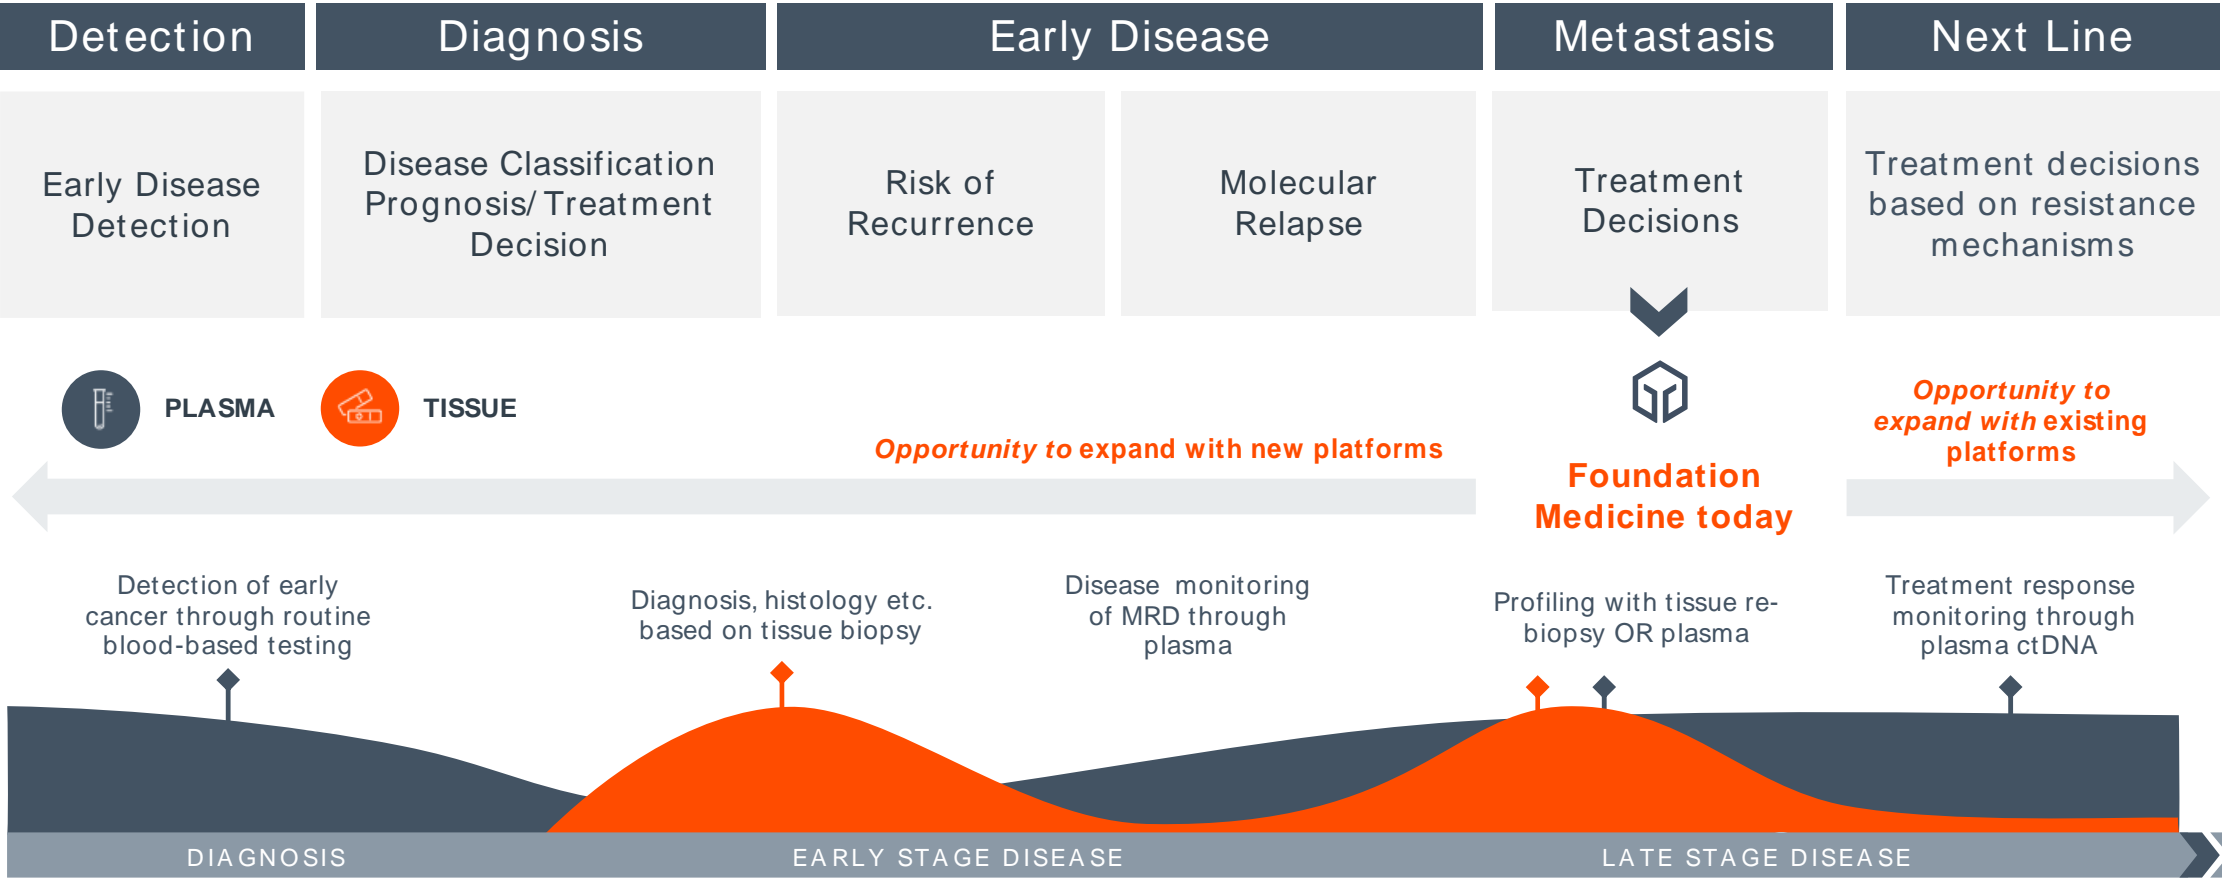 Detection
Diagnosis
Early Disease
Metastasis
Next Line
Early Disease
Detection
Disease Classification
Prognosis/ Treatment
Decision
Risk of
Recurrence
Molecular
Relapse
Treatment
Decisions
Treatment decisions
based on resistance
mechanisms
PLASMA
TISSUE
Opportunity to expand with new platforms
Foundation
Medicine today
Opportunity to
expand with existing
platforms
Detection of early
cancer through routine
blood-based testing
Diagnosis, histology etc.
based on tissue biopsy
Disease monitoring
of MRD through
plasma
Profiling with tissue re-
biopsy OR plasma
Treatment response
monitoring through
plasma ctDNA
DIAGNOSIS
EARLY STAGE DISEASE
LATE STAGE DISEASE